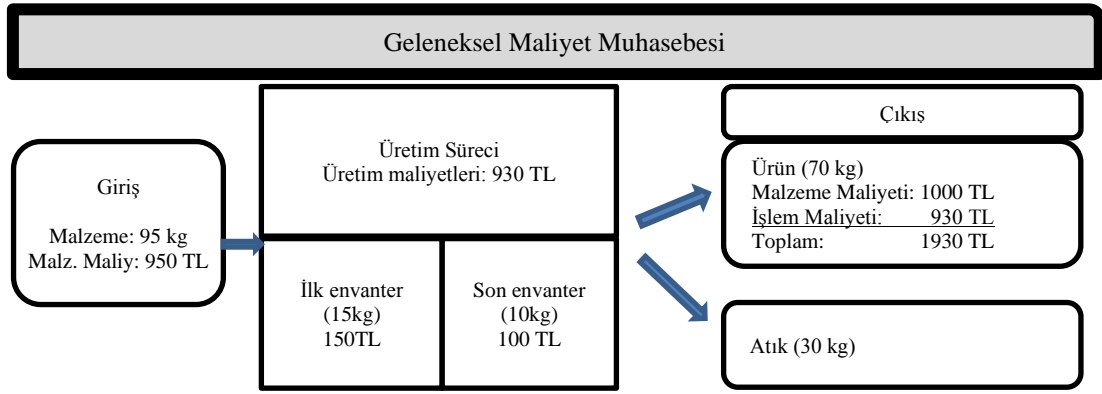 Geleneksel Maliyet Muhasebesi
Giriş
Malzeme: 95 kg
Malz. Maliy: 950 TL
Üretim Süreci
Üretim maliyetleri: 930 TL
İlk envanter
(15kg)
150TL
Son envanter
(10kg)
100 TL
Çıkış
Ürün (70 kg)
Malzeme Maliyeti: 1000 TL
İşlem Maliyeti: 930 TL
Toplam: 1930 TL
Atık (30 kg)